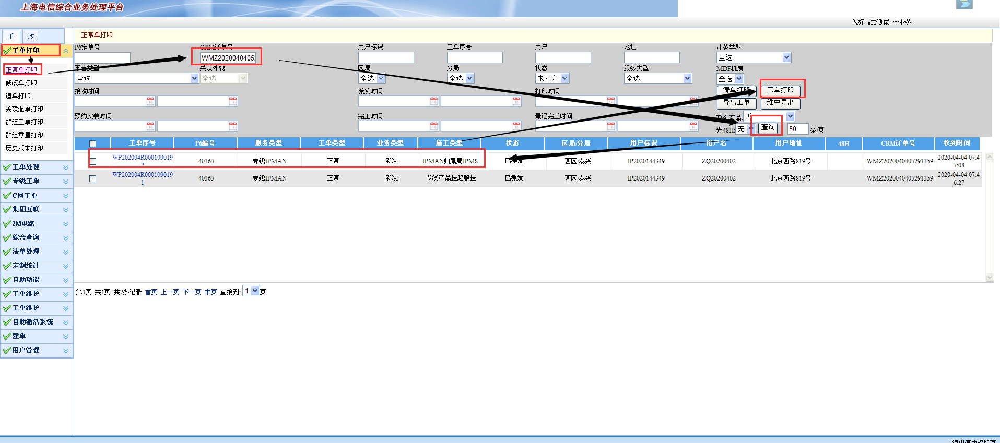 上海电信综合业务处理平台
您好 WFP测试 全业务
工 政
正常单打印
工单打印
正常单打印
修改单打印
追单打印
关联退单打印
群组工单打印
群组零星打印
历史版本打印
工单处理
专线工单
C网工单
集团互联
2M电路
综合查询
清单处理
定制统计
自助功能
工单维护
工单维护
自助激活系统
建单
用户管理
P6定单号 CRM订单号 用户标识 工单序号 用户 地址 业务类型
WMZ2020040405 全选
平台类型 关联外线 区局 分局 状态 服务类型 MDF机房
全选 全选 全选 全选 未打印 全选 全选
接收时间 派发时间 打印时间 清单打印 工单打印
导出工单 维中导出
预约安装时间 完工时间 最迟完工时间 政企产品: 无
光48H: 无 查询 50 条/页
工单序号 P6编号 服务类型 工单类型 业务类型 施工类型 状态 区局/分局 用户标识 用户名 用户地址 48H CRM订单号 收到时间
WP202004R0001090192 40365 专线IPMAN 正常 新装 IPMAN归属局IPMS 已派发 西区/泰兴 IP2020144349 ZQ20200402 北京西路819号 WMZ2020040405291359 2020-04-04 07:47:08
WP202004R0001090191 40365 专线IPMAN 正常 新装 专线产品挂起解挂 已派发 西区/泰兴 IP2020144349 ZQ20200402 北京西路819号 WMZ2020040405291359 2020-04-04 07:46:27
第1页 共1页 共2条记录 首页 上一页 下一页 末页 直接到: 1 页
上海电信版权所有